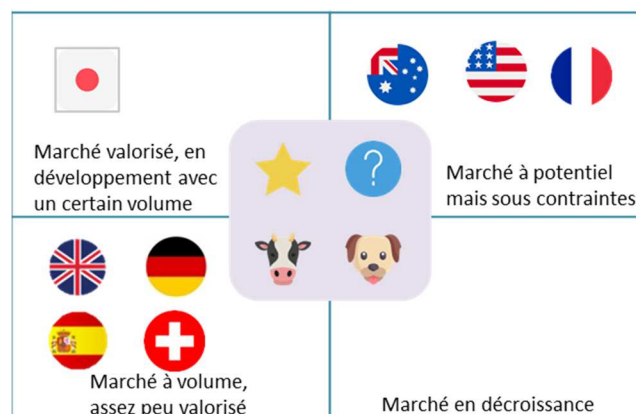 Marché valorisé, en
développement avec
un certain volume
?
Marché à potentiel
mais sous contraintes
Marché à volume,
assez peu valorisé
Marché en décroissance